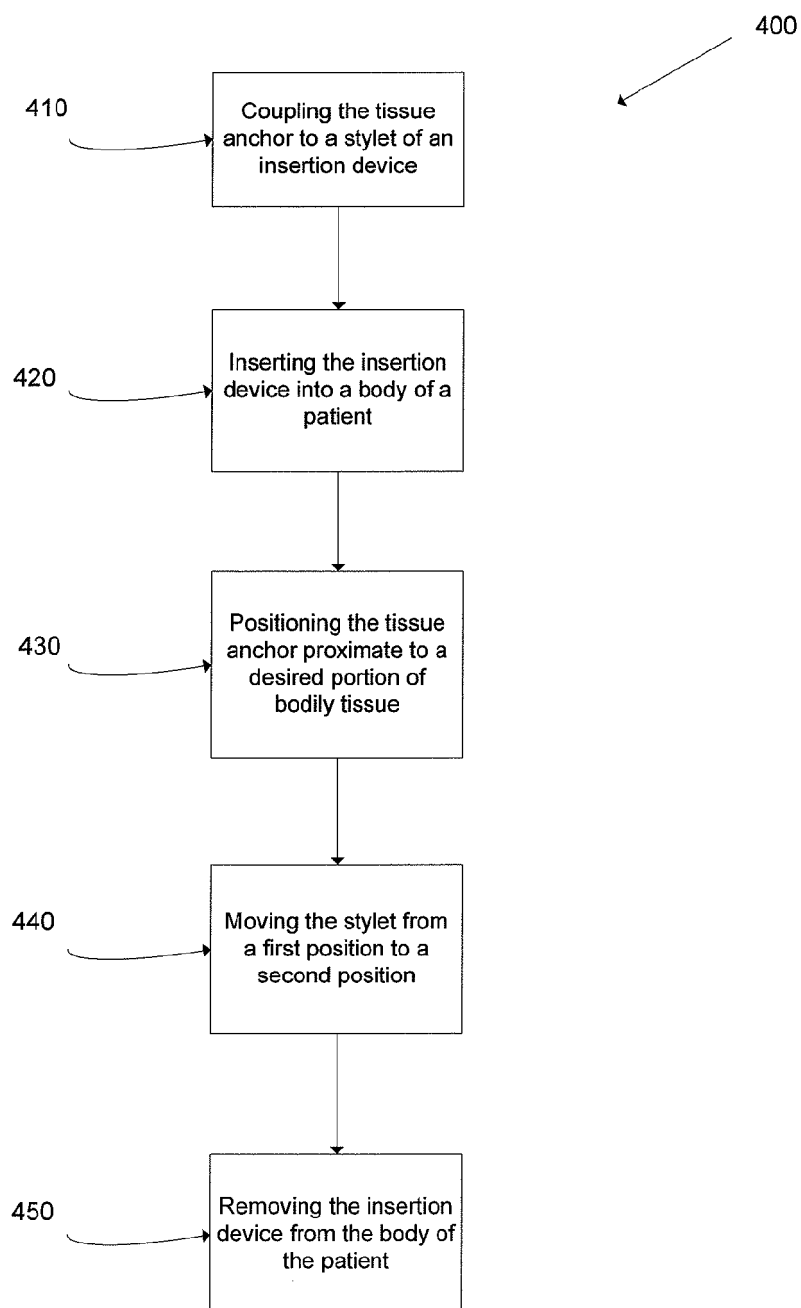 400
410
Coupling the tissue
anchor to a stylet of an
insertion device
420
Inserting the insertion
device into a body of a
patient
430
Positioning the tissue
anchor proximate to a
desired portion of
bodily tissue
440
Moving the stylet from
a first position to a
second position
450
Removing the insertion
device from the body of
the patient